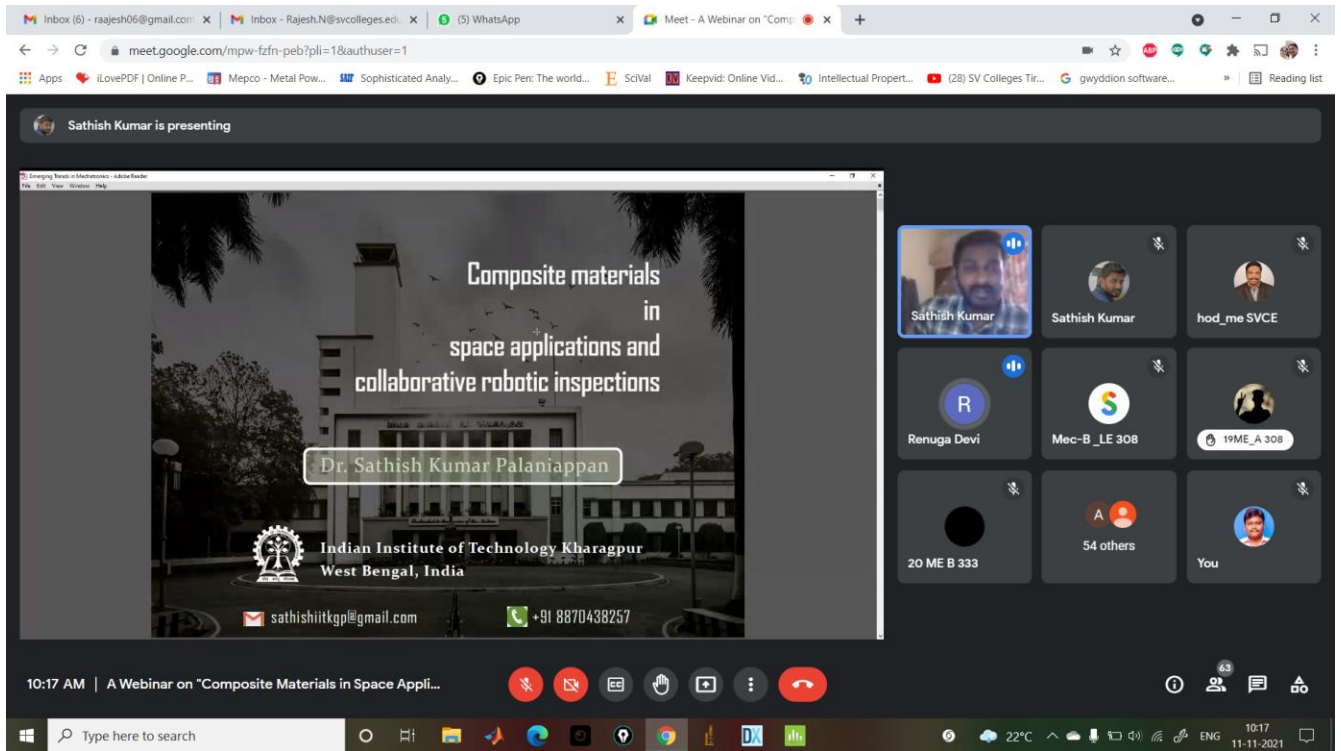 Inbox (6) - raajesh06@gmail.com
Inbox - Rajesh.N@svcolleges.edu
(5) WhatsApp
Meet - A Webinar on "Comp
meet.google.com/mpw-fzfn-peb?pli=1&authuser=1
ABP
Apps
iLovePDF | Online P...
Mepco - Metal Pow...
Sophisticated Analy...
Epic Pen: The world...
SciVal
Keepvid: Online Vid...
Intellectual Propert...
(28) SV Colleges Tir...
gwyddion software...
»
Reading list
Sathish Kumar is presenting
Emerging Trends in Mechatronics - Adobe Reader
File Edit View Window Help
Composite materials
in
space applications and
collaborative robotic inspections
Dr. Sathish Kumar Palaniappan
Indian Institute of Technology Kharagpur
West Bengal, India
sathishiitkgp@gmail.com
+91 8870438257
Sathish Kumar
Sathish Kumar
hod_me SVCE
R
Renuga Devi
S
Mec-B _LE 308
19ME_A 308
20 ME B 333
A
54 others
You
10:17 AM | A Webinar on "Composite Materials in Space Appli...
CC
63
Type here to search
DX
22°C
ENG
10:17
11-11-2021